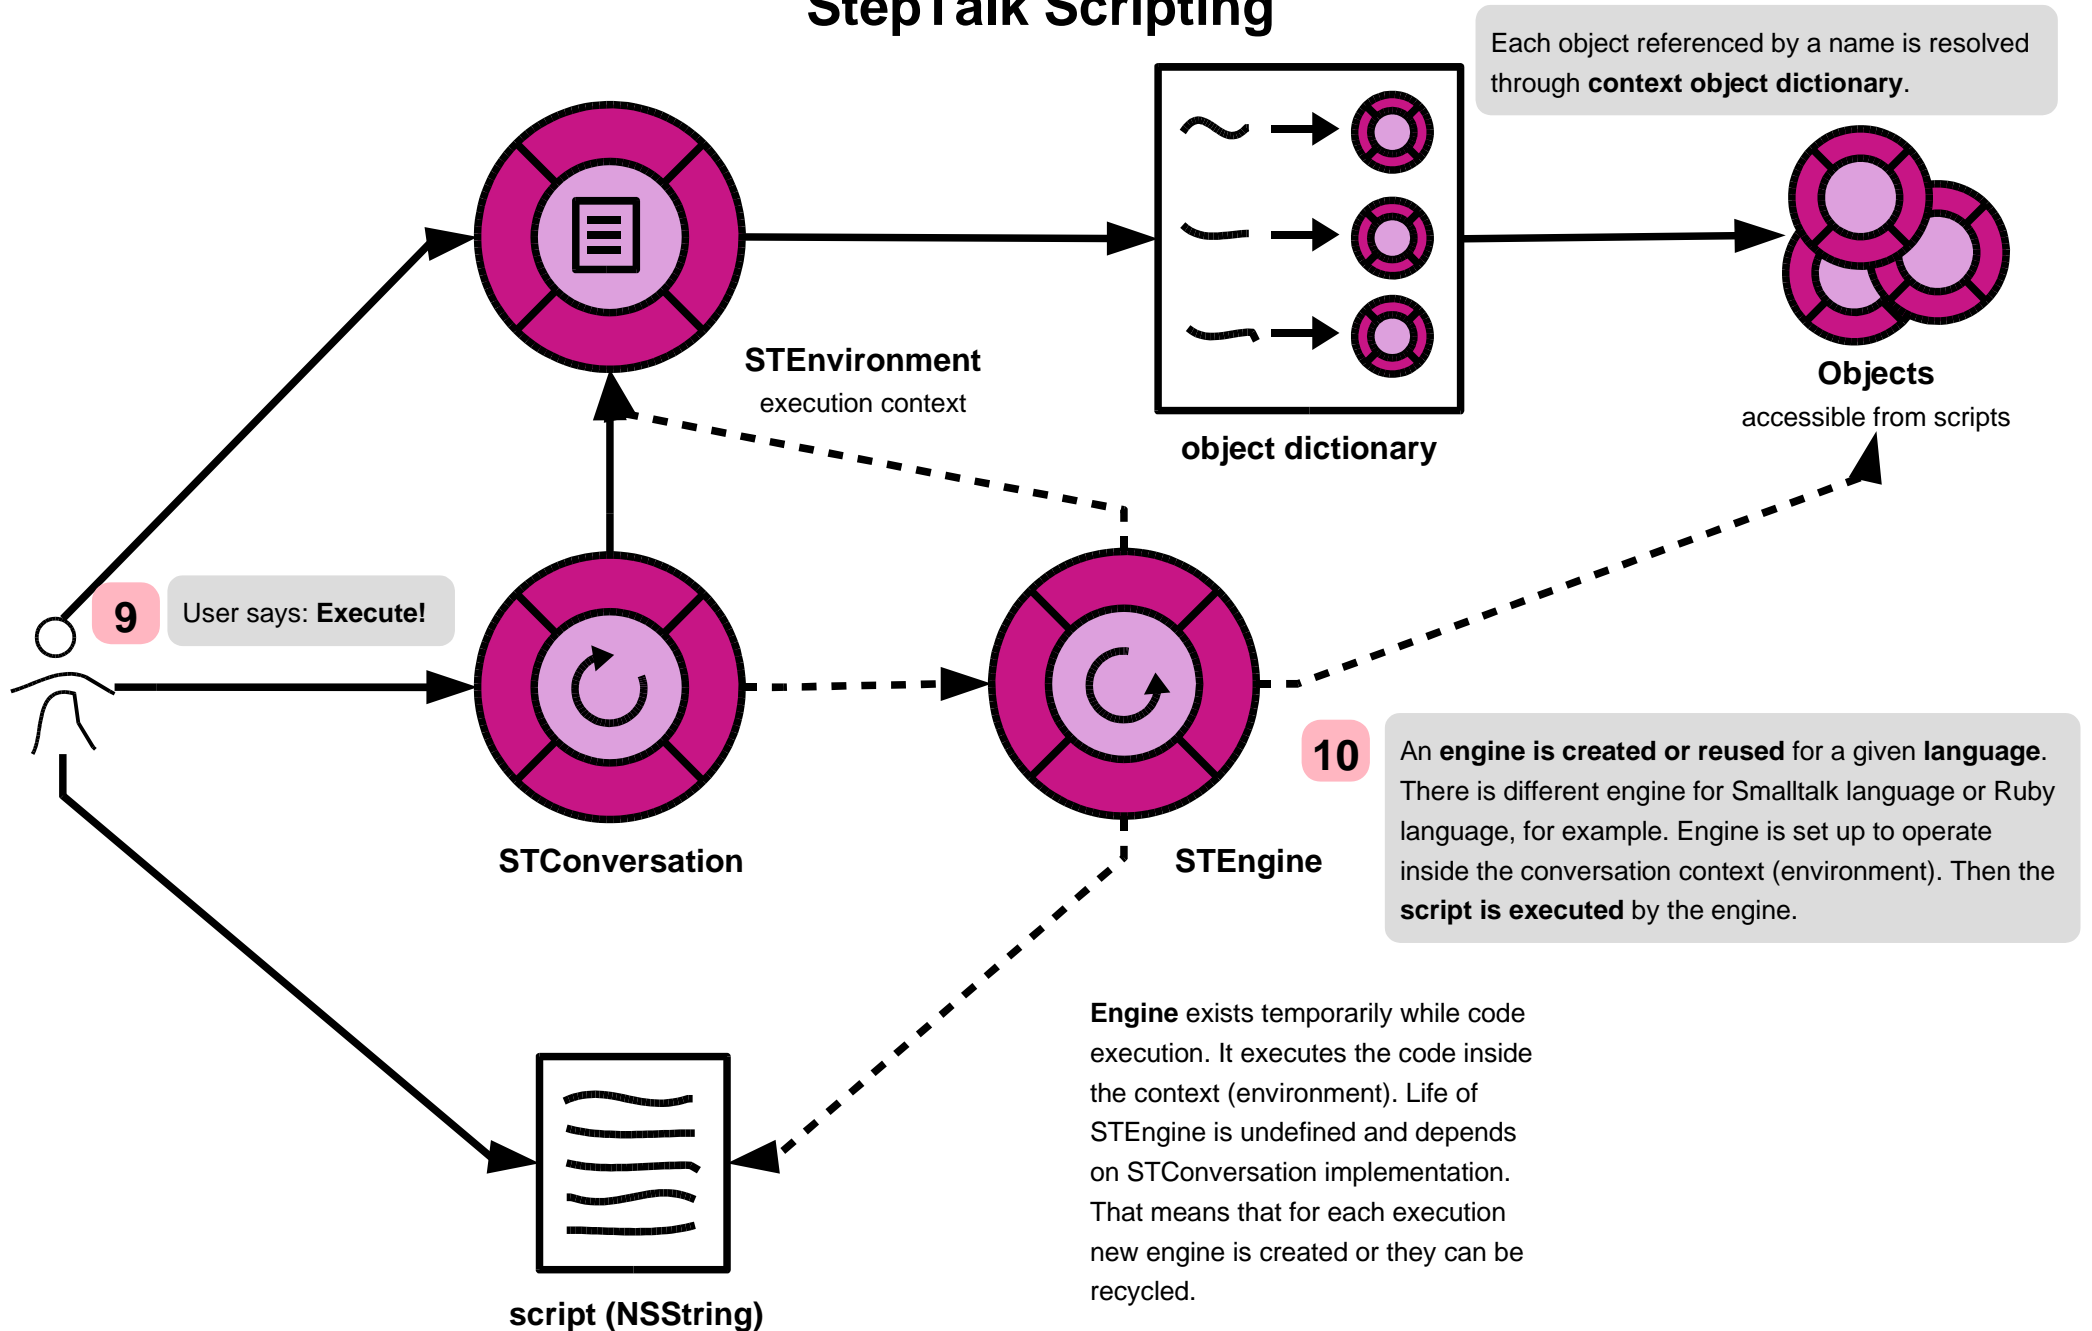 StepTalk Scripting
Each object referenced by a name is resolved
through context object dictionary.
STEnvironment
execution context
object dictionary
Objects
accessible from scripts
9
User says: Execute!
STConversation
STEngine
10
An engine is created or reused for a given language.
There is different engine for Smalltalk language or Ruby
language, for example. Engine is set up to operate
inside the conversation context (environment). Then the
script is executed by the engine.
Engine exists temporarily while code
execution. It executes the code inside
the context (environment). Life of
STEngine is undefined and depends
on STConversation implementation.
That means that for each execution
new engine is created or they can be
recycled.
script (NSString)